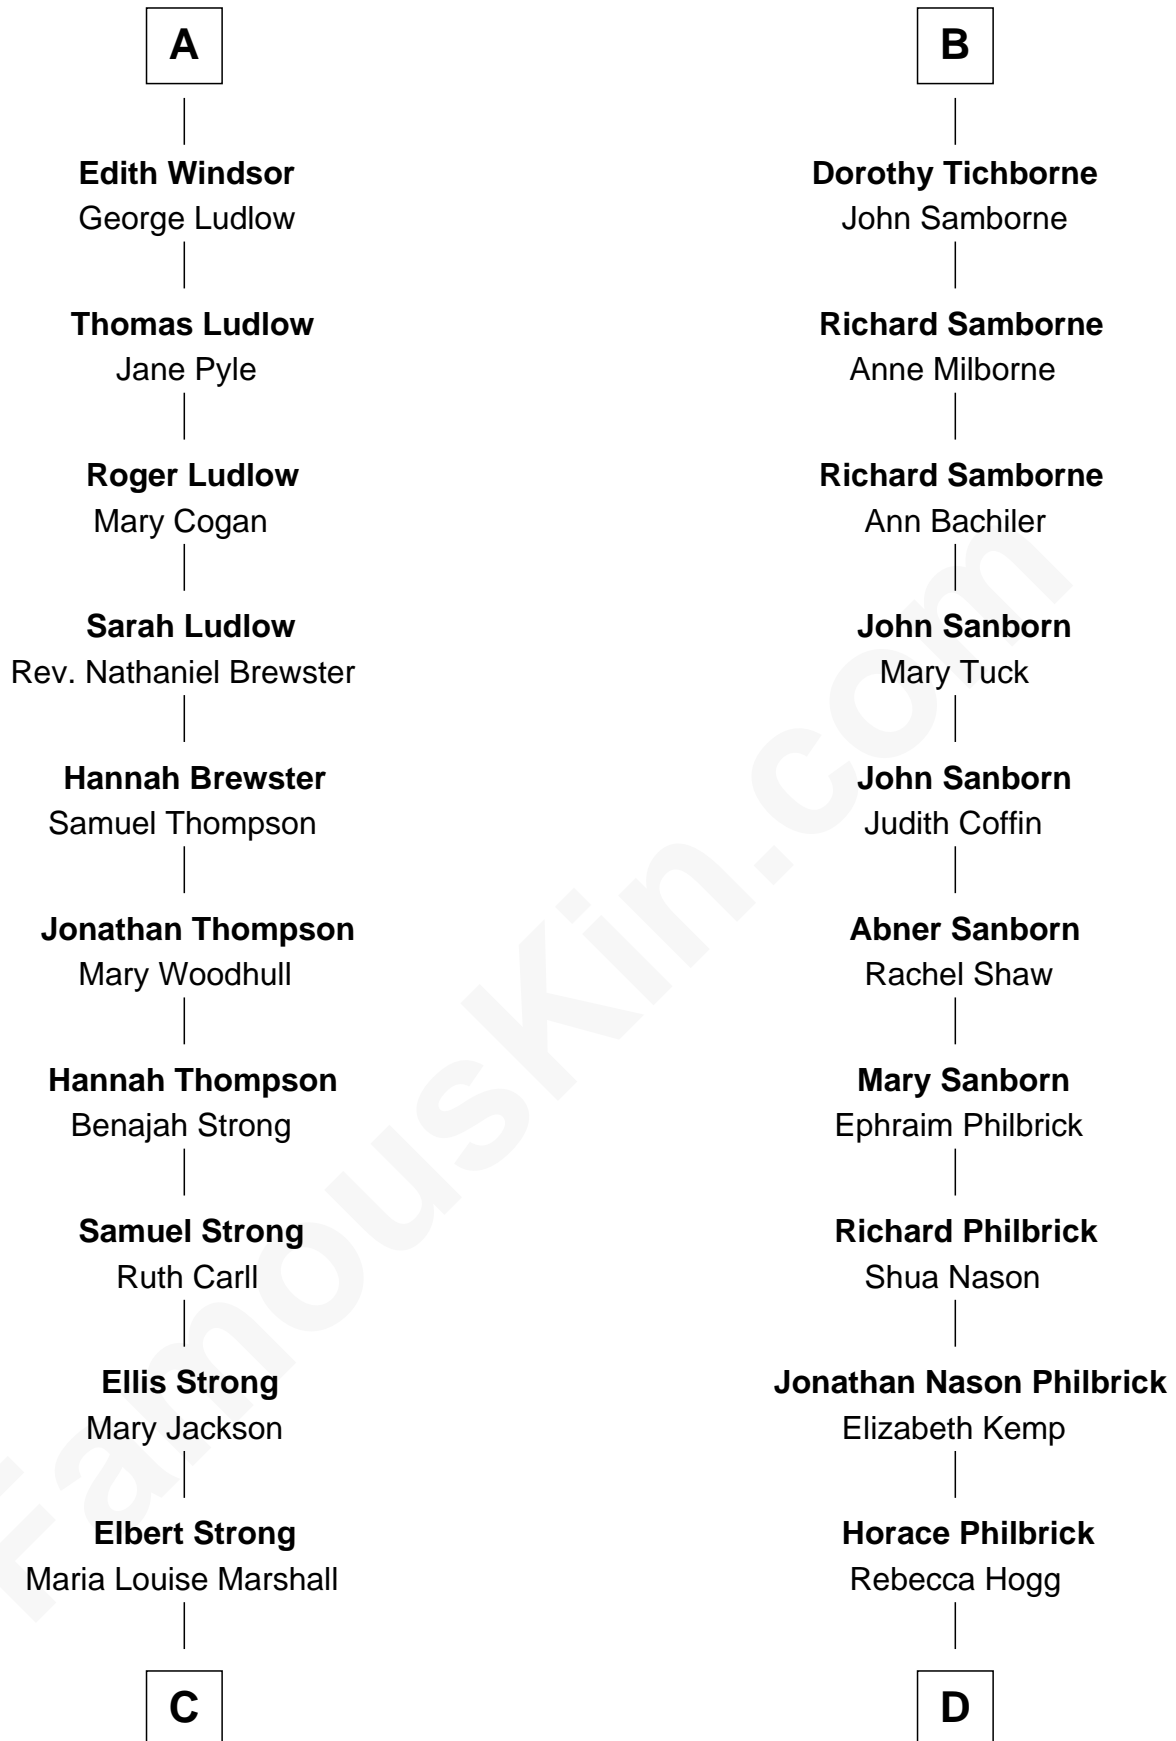 A
Edith Windsor
George Ludlow
Thomas Ludlow
Jane Pyle
Roger Ludlow
Mary Cogan
Sarah Ludlow
Rev. Nathaniel Brewster
Hannah Brewster
Samuel Thompson
Jonathan Thompson
Mary Woodhull
Hannah Thompson
Benajah Strong
Samuel Strong
Ruth Carll
Ellis Strong
Mary Jackson
Elbert Strong
Maria Louise Marshall
C
B
Dorothy Tichborne
John Samborne
Richard Samborne
Anne Milborne
Richard Samborne
Ann Bachiler
John Sanborn
Mary Tuck
John Sanborn
Judith Coffin
Abner Sanborn
Rachel Shaw
Mary Sanborn
Ephraim Philbrick
Richard Philbrick
Shua Nason
Jonathan Nason Philbrick
Elizabeth Kemp
Horace Philbrick
Rebecca Hogg
D
FamousKin.com